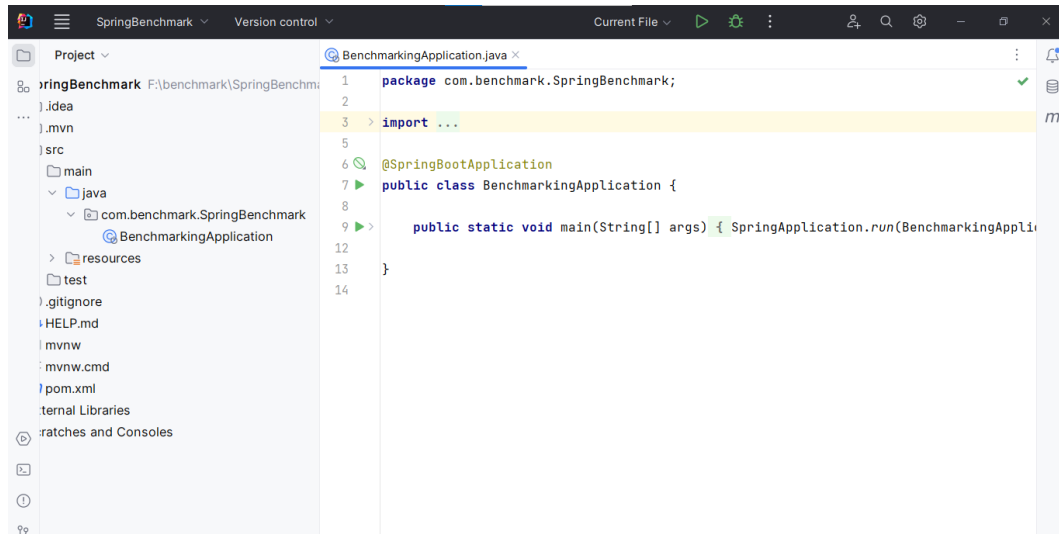 SpringBenchmark Version control Current File
Project
BenchmarkingApplication.java
pringBenchmark F:\benchmark\SpringBenchm
.idea
.mvn
src
main
java
com.benchmark.SpringBenchmark
BenchmarkingApplication
resources
test
.gitignore
HELP.md
mvnw
mvnw.cmd
pom.xml
ternal Libraries
ratches and Consoles
1 package com.benchmark.SpringBenchmark;
2
3 import ...
5
6 @SpringBootApplication
7 public class BenchmarkingApplication {
8
9 public static void main(String[] args) { SpringApplication.run(BenchmarkingAppli
12
13 }
14
m